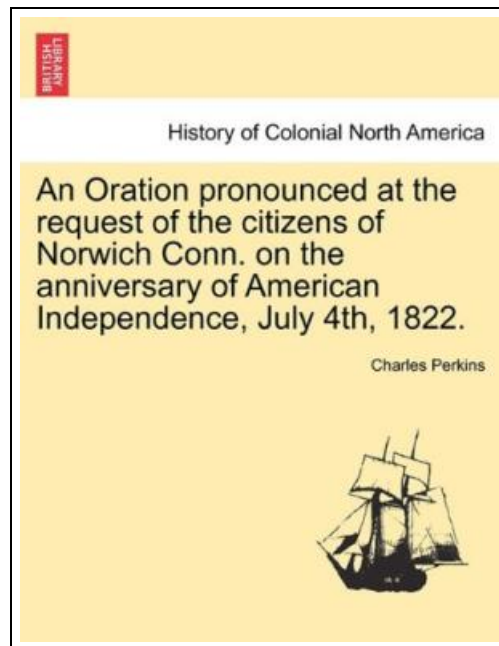 BRITISH
LIBRARY
History of Colonial North America
An Oration pronounced at the
request of the citizens of
Norwich Conn. on the
anniversary of American
Independence, July 4th, 1822.
Charles Perkins